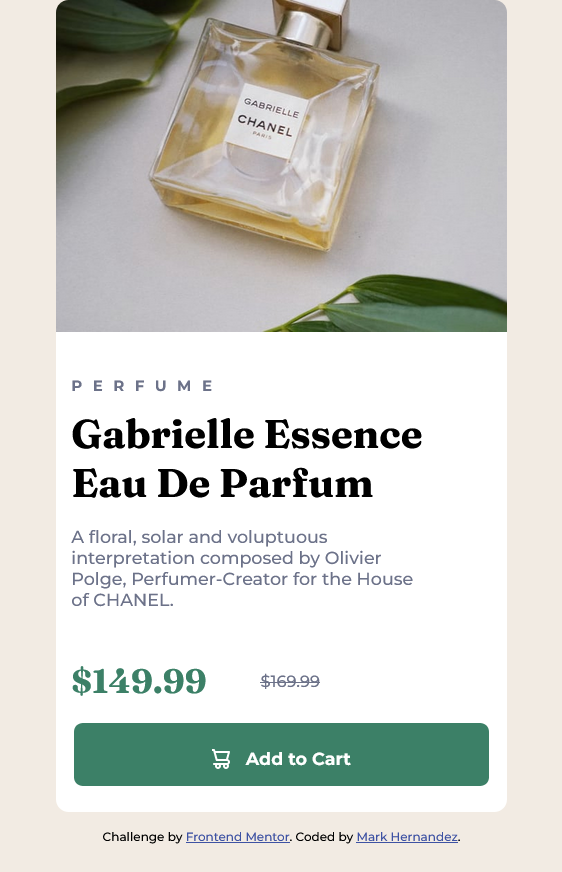 GABRIELLE
CHANEL
PARIS
PERFUME
Gabrielle Essence
Eau De Parfum
A floral, solar and voluptuous
interpretation composed by Olivier
Polge, Perfumer-Creator for the House
of CHANEL.
$149.99 $169.99
Add to Cart
Challenge by Frontend Mentor. Coded by Mark Hernandez.